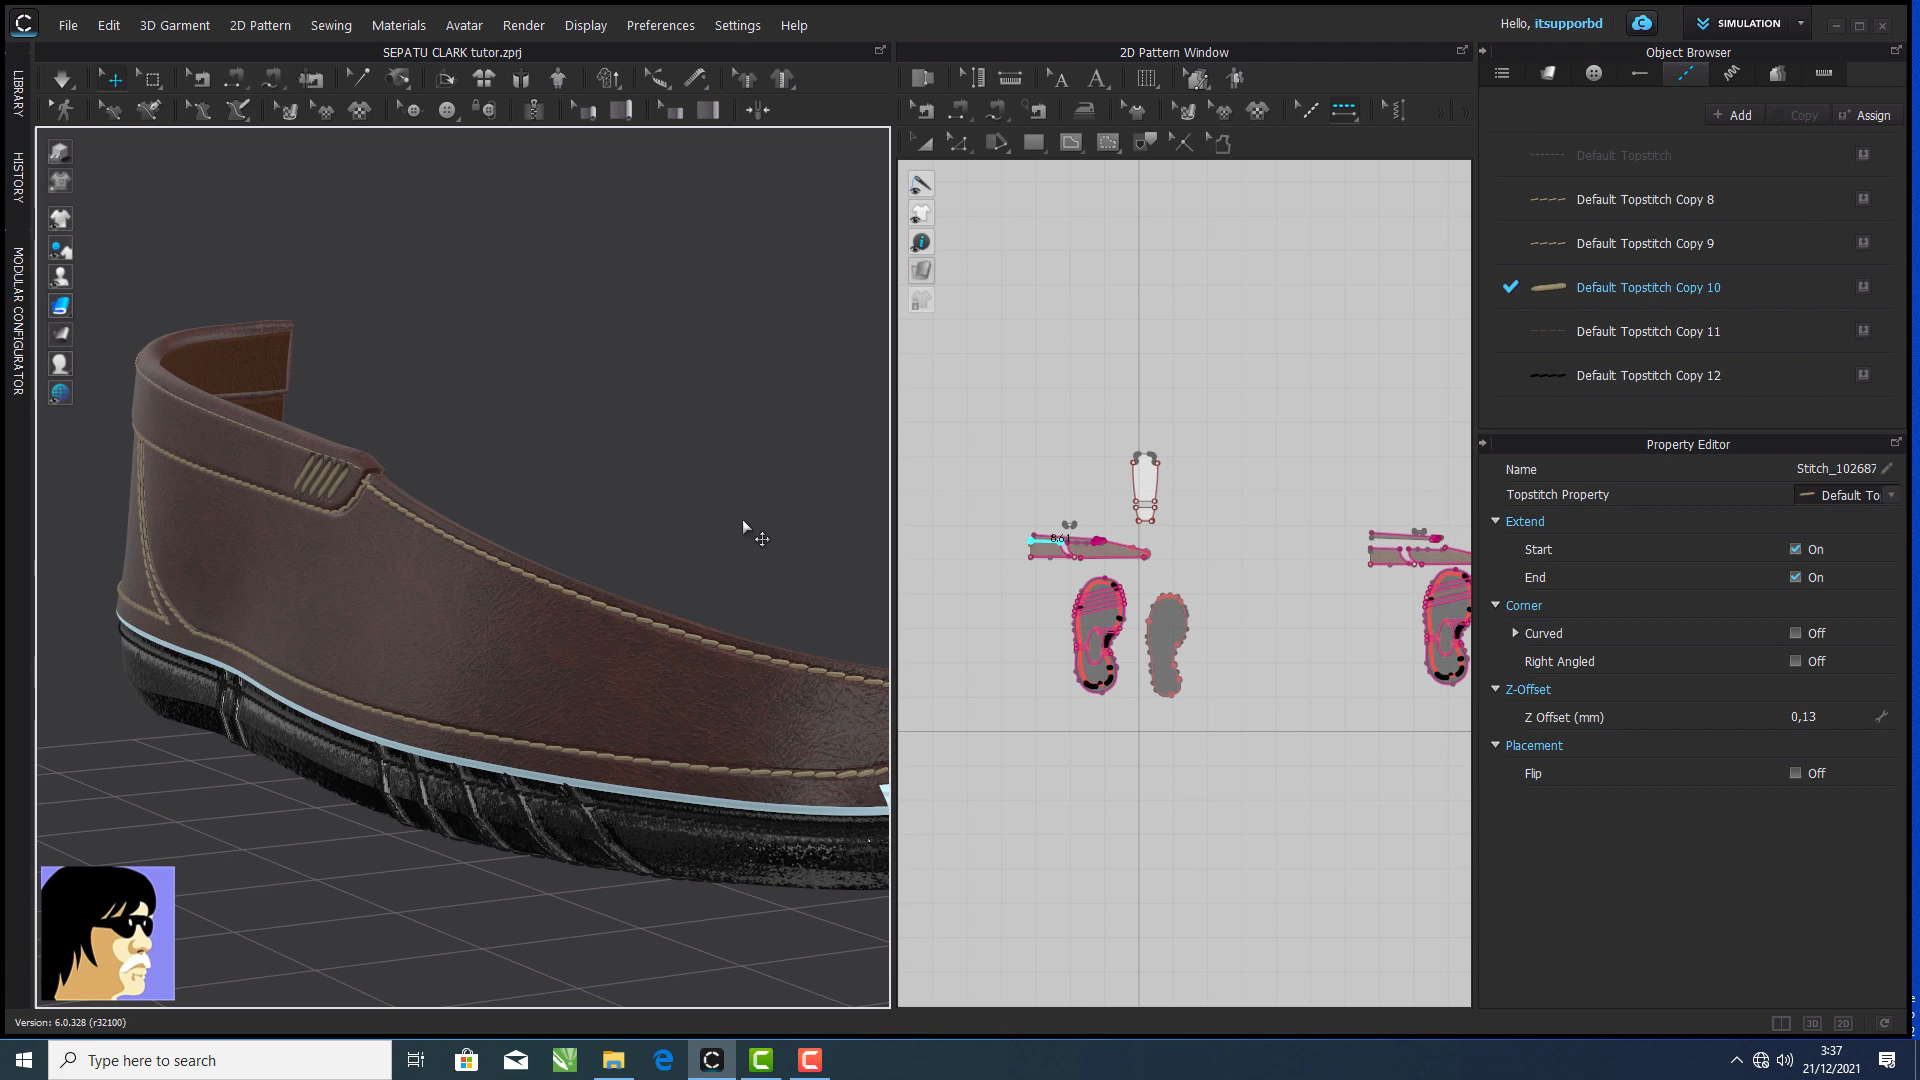 File Edit 3D Garment 2D Pattern Sewing Materials Avatar Render Display Preferences Settings Help
Hello, itsupporbd
SIMULATION
SEPATU CLARK tutor.zprj
2D Pattern Window
Object Browser
LIBRARY
HISTORY
MODULAR CONFIGURATOR
+ Add
Copy
Assign
Default Topstitch
Default Topstitch Copy 8
Default Topstitch Copy 9
Default Topstitch Copy 10
Default Topstitch Copy 11
Default Topstitch Copy 12
8.61
Property Editor
Name Stitch_102687
Topstitch Property Default To
Extend
Start On
End On
Corner
Curved Off
Right Angled Off
Z-Offset
Z Offset (mm) 0,13
Placement
Flip Off
Version: 6.0.328 (r32100)
3D
2D
Type here to search
3:37
21/12/2021